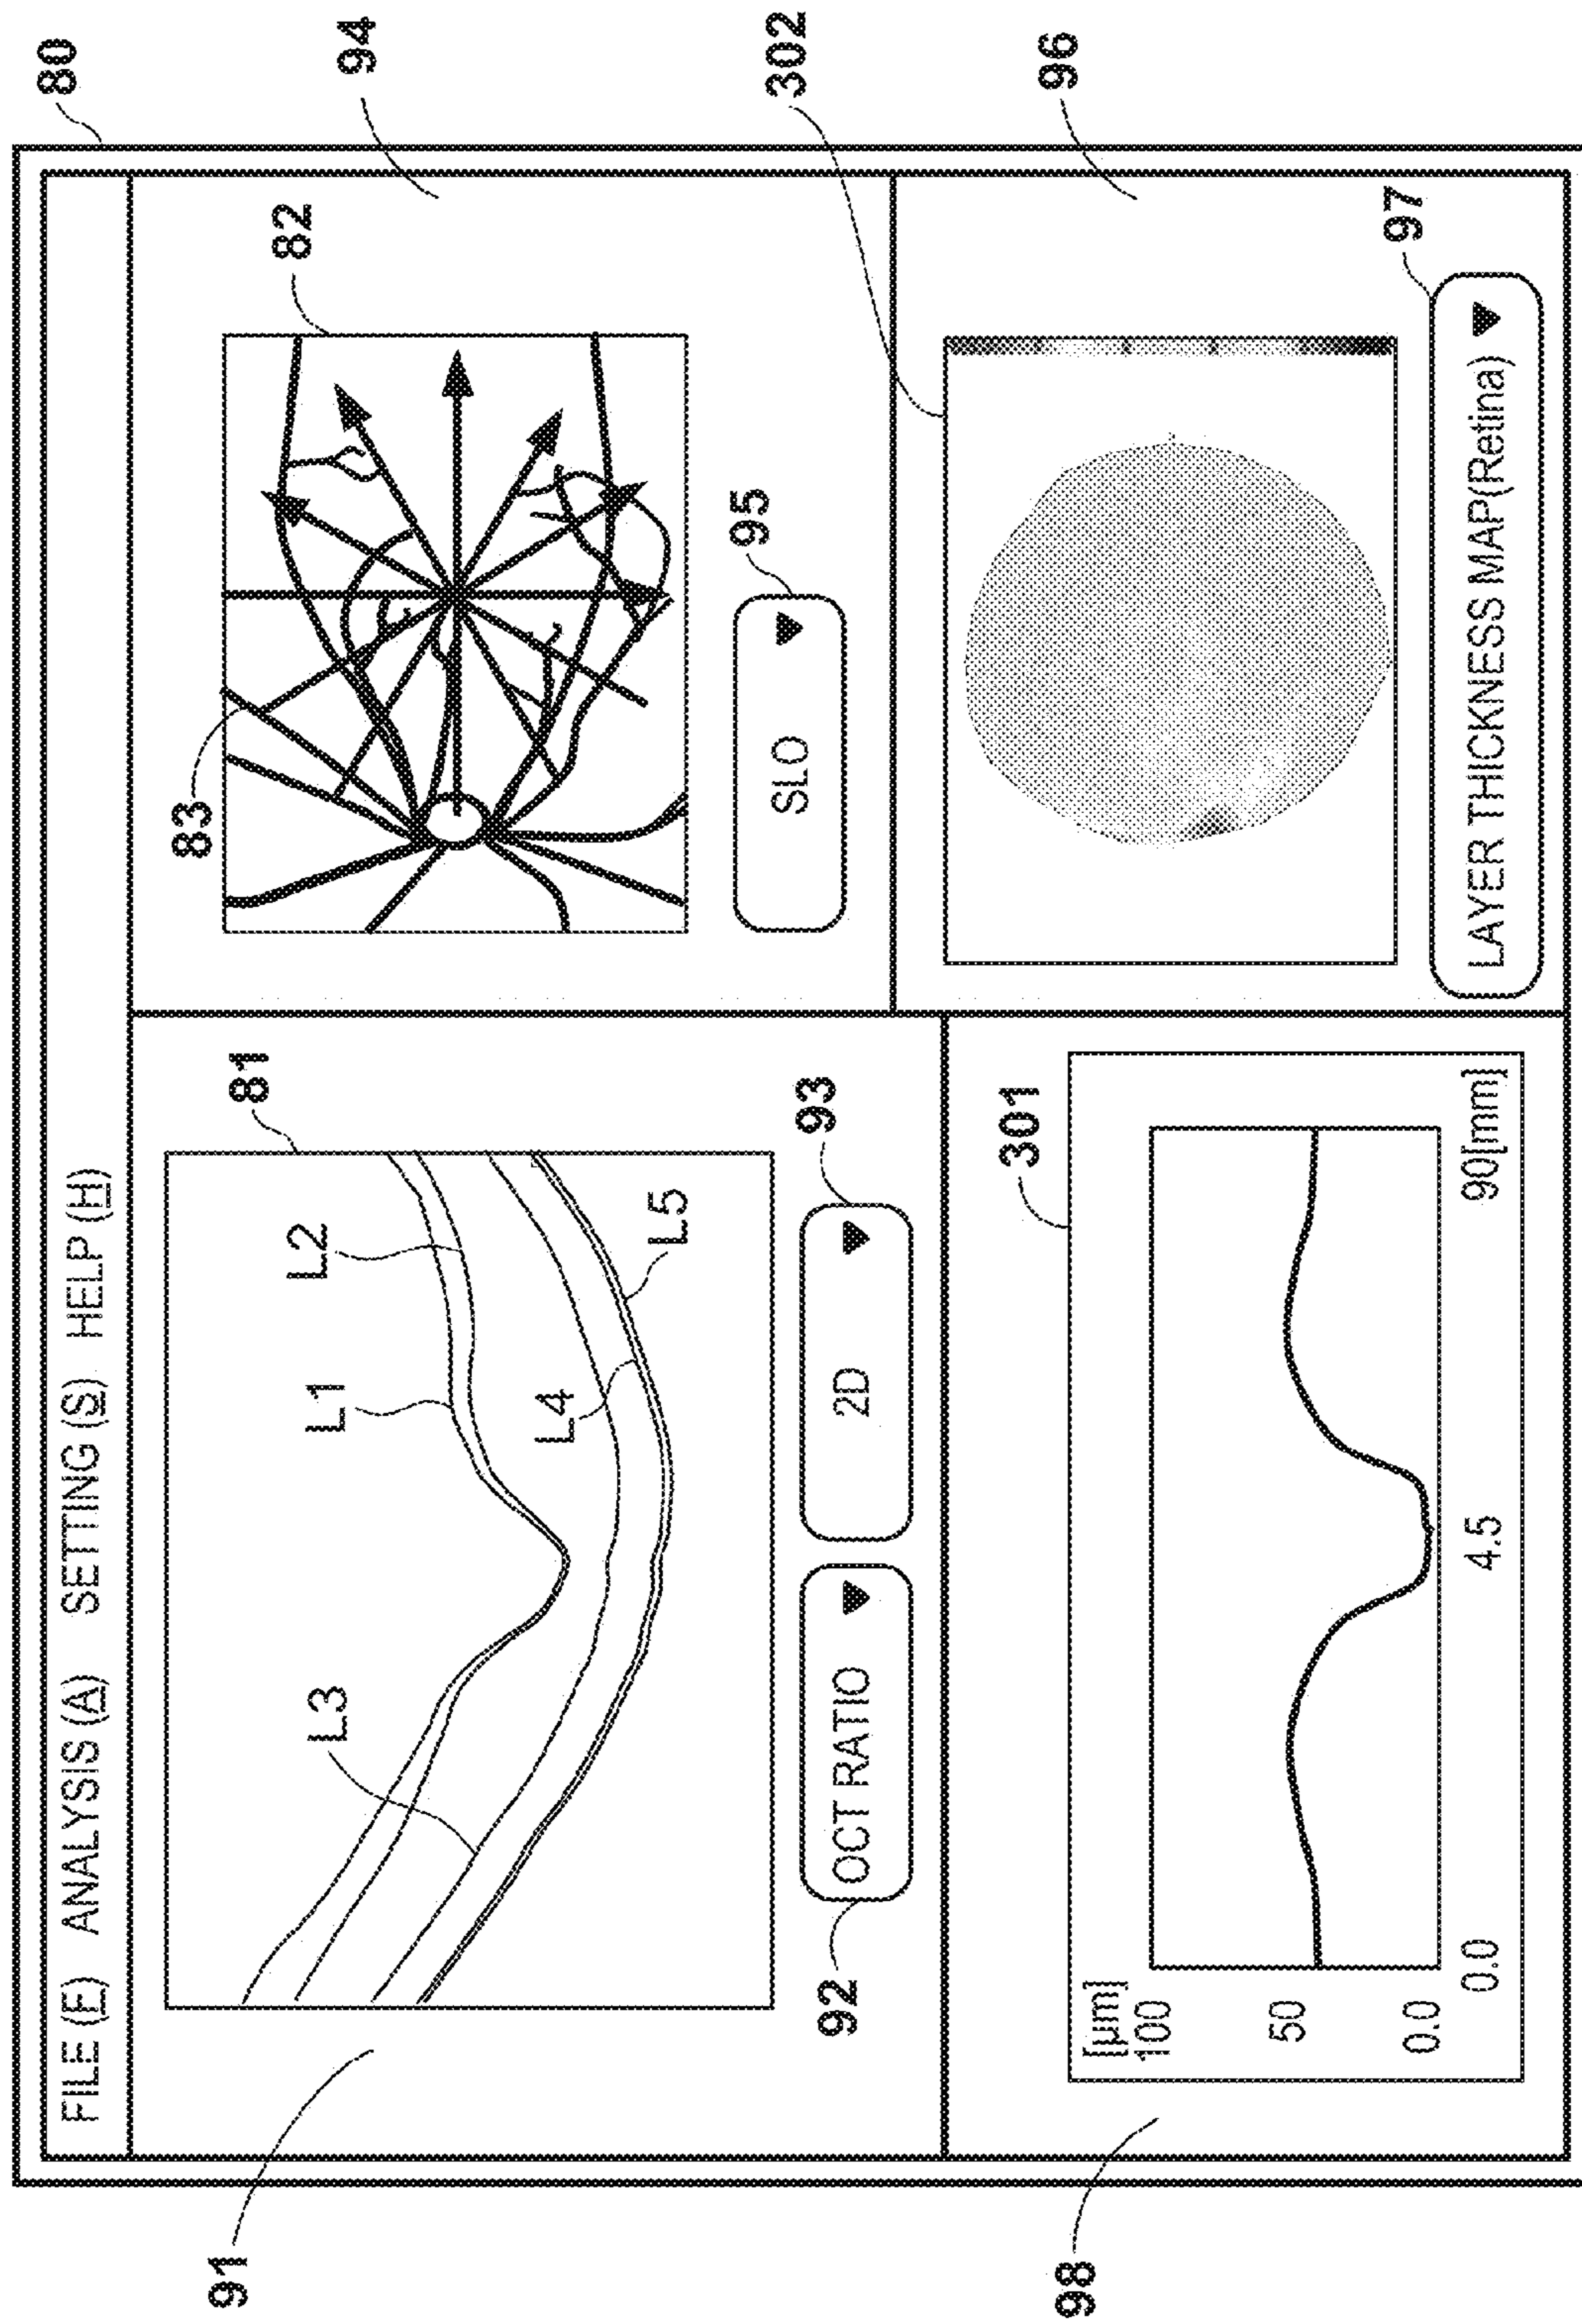 80
FILE (F) ANALYSIS (A) SETTING (S) HELP (H)
91
81
L3
L1
L2
L4
L5
92
OCT RATIO
2D
93
94
83
82
SLO
95
98
301
[µm]
100
50
0.0
0.0
4.5
90[mm]
302
96
LAYER THICKNESS MAP(Retina)
97